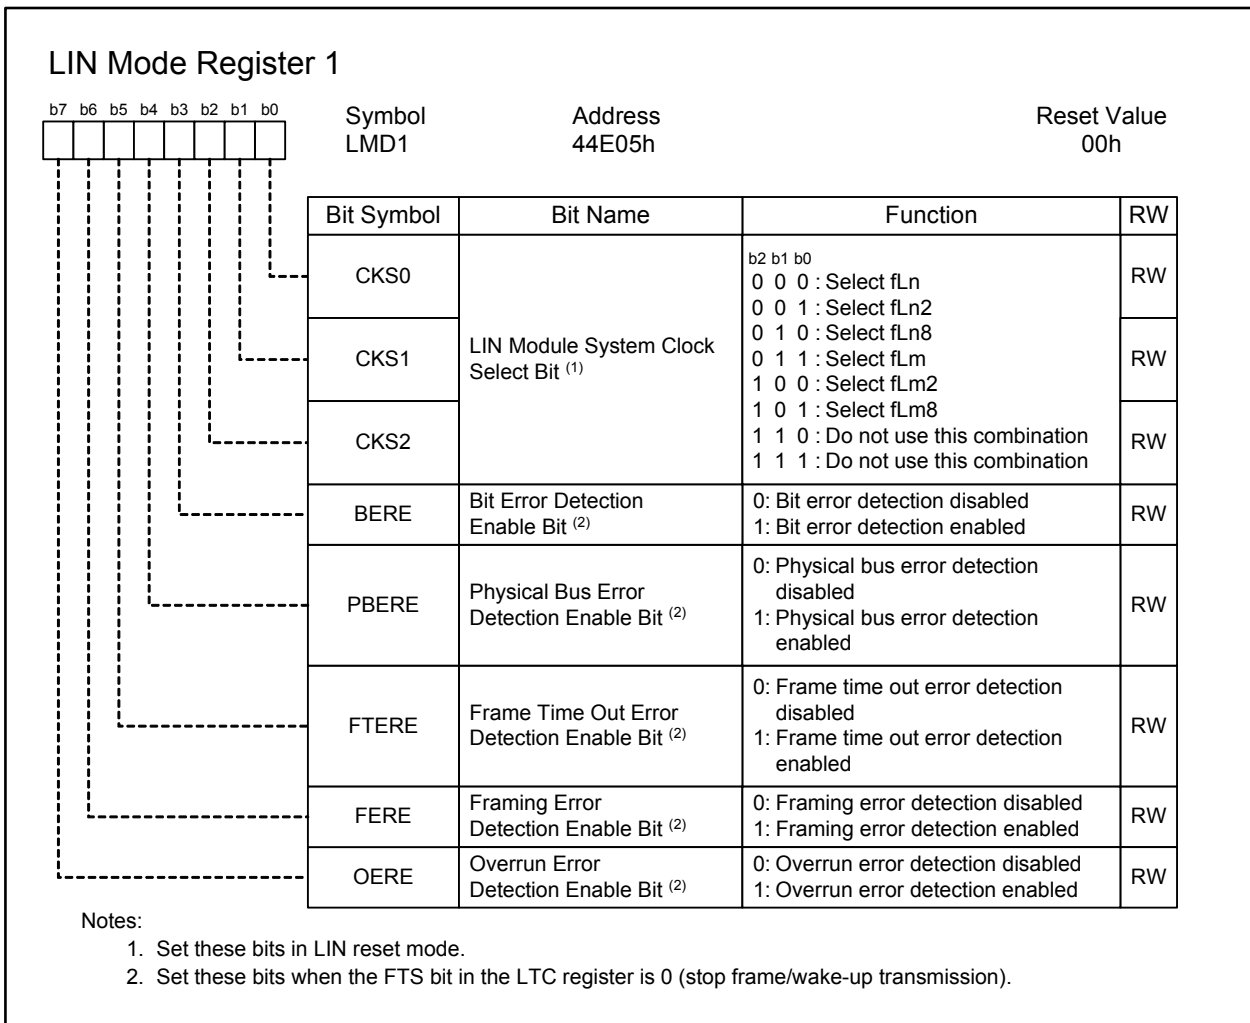 LIN Mode Register 1
b7 b6 b5 b4 b3 b2 b1 b0
Symbol Address Reset Value
LMD1 44E05h 00h
Bit Symbol Bit Name Function RW
CKS0
CKS1
CKS2
LIN Module System Clock
Select Bit (1)
b2 b1 b0
0 0 0 : Select fLn
0 0 1 : Select fLn2
0 1 0 : Select fLn8
0 1 1 : Select fLm
1 0 0 : Select fLm2
1 0 1 : Select fLm8
1 1 0 : Do not use this combination
1 1 1 : Do not use this combination
RW
RW
RW
BERE
Bit Error Detection
Enable Bit (2)
0: Bit error detection disabled
1: Bit error detection enabled
RW
PBERE
Physical Bus Error
Detection Enable Bit (2)
0: Physical bus error detection
disabled
1: Physical bus error detection
enabled
RW
FTERE
Frame Time Out Error
Detection Enable Bit (2)
0: Frame time out error detection
disabled
1: Frame time out error detection
enabled
RW
FERE
Framing Error
Detection Enable Bit (2)
0: Framing error detection disabled
1: Framing error detection enabled
RW
OERE
Overrun Error
Detection Enable Bit (2)
0: Overrun error detection disabled
1: Overrun error detection enabled
RW
Notes:
1. Set these bits in LIN reset mode.
2. Set these bits when the FTS bit in the LTC register is 0 (stop frame/wake-up transmission).